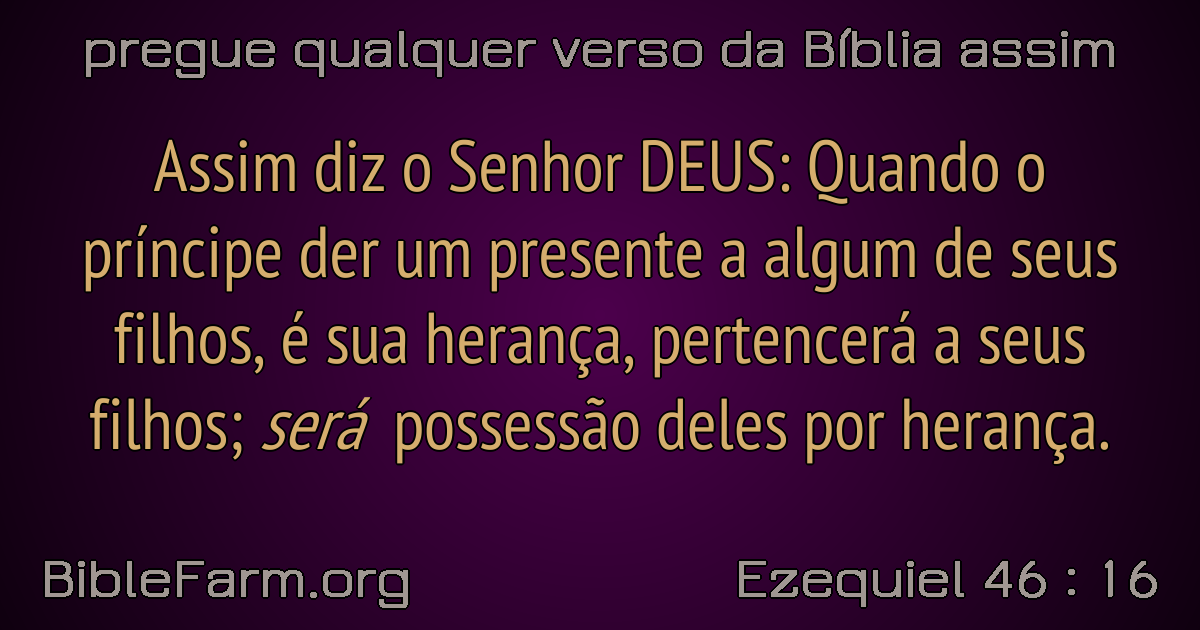 pregue qualquer verso da Bíblia assim
Assim diz o Senhor DEUS: Quando o
príncipe der um presente a algum de seus
filhos, é sua herança, pertencerá a seus
filhos; será possessão deles por herança.
BibleFarm.org
Ezequiel 46 : 16